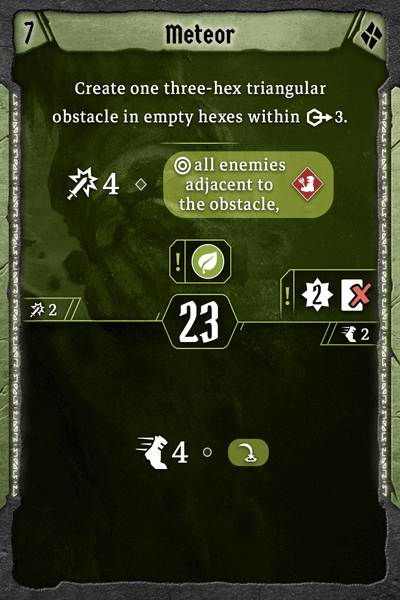 7
Meteor
Create one three-hex triangular
obstacle in empty hexes within 3.
4
all enemies
adjacent to
the obstacle,
!
! 2
2
23
2
4